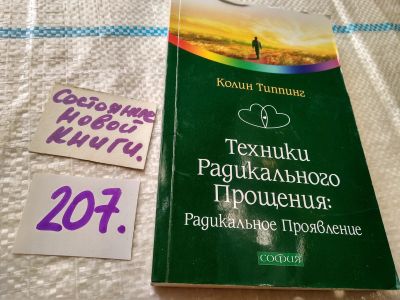 Состояние
новой
книги.
207.
Колин Типпинг
Техники
Радикального
Прощения:
Радикальное Проявление
СОФИЯ